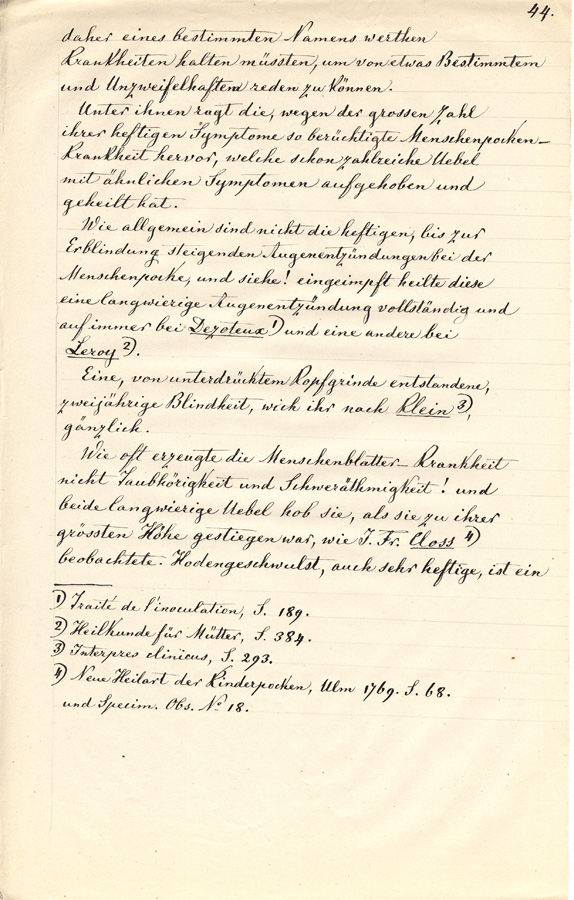 44.
daher eines bestimmten Namens werthen
Krankheiten halten müssten, um von etwas Bestimmtem
und Unzweifelhaftem reden zu können.
Unter ihnen ragt die, wegen der grossen Zahl
ihrer heftigen Symptome so berüchtigte Menschenpocken-
Krankheit hervor, welche schon zahlreiche Uebel
mit ähnlichen Symptomen aufgehoben und
geheilt hat.
Wie allgemein sind nicht die heftigen, bis zur
Erblindung steigenden Augenentzündungen bei der
Menschenpocke, und siehe! eingeimpft heilte diese
eine langwierige Augenentzündung vollständig und
auf immer bei Dezoteux 1) und eine andere bei
Leroy 2).
Eine, von unterdrücktem Kopfgrinde entstandene,
zweijährige Blindheit, wich ihr nach Klein 3),
gänzlich.
Wie oft erzeugte die Menschenblatter-Krankheit
nicht Taubhörigkeit und Schweräthmigkeit! und
beide langwierige Uebel hob sie, als sie zu ihrer
grössten Höhe gestiegen war, wie J. Fr. Closs 4)
beobachtete. Hodengeschwulst, auch sehr heftige, ist ein
1) Traité de l'inoculation, S. 189.
2) Heilkunde für Mütter, S. 384.
3) Interpres clinicus, S. 293.
4) Neue Heilart der Kinderpocken, Ulm 1769. S. 68.
und Specim. Obs. No 18.